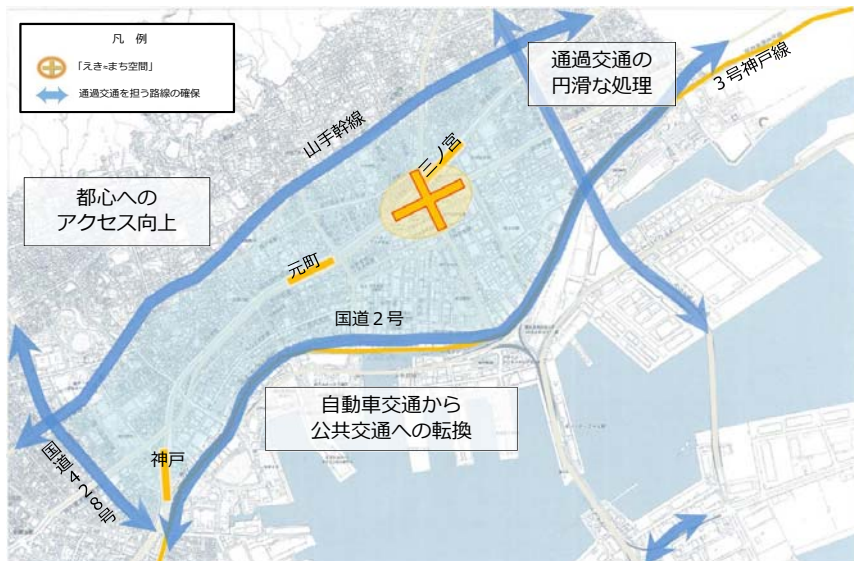 凡 例
「えき≈まち空間」
通過交通を担う路線の確保
通過交通の
円滑な処理
3号神戸線
山手幹線
三ノ宮
都心への
アクセス向上
元町
国道2号
自動車交通から
公共交通への転換
神戸
国道428号